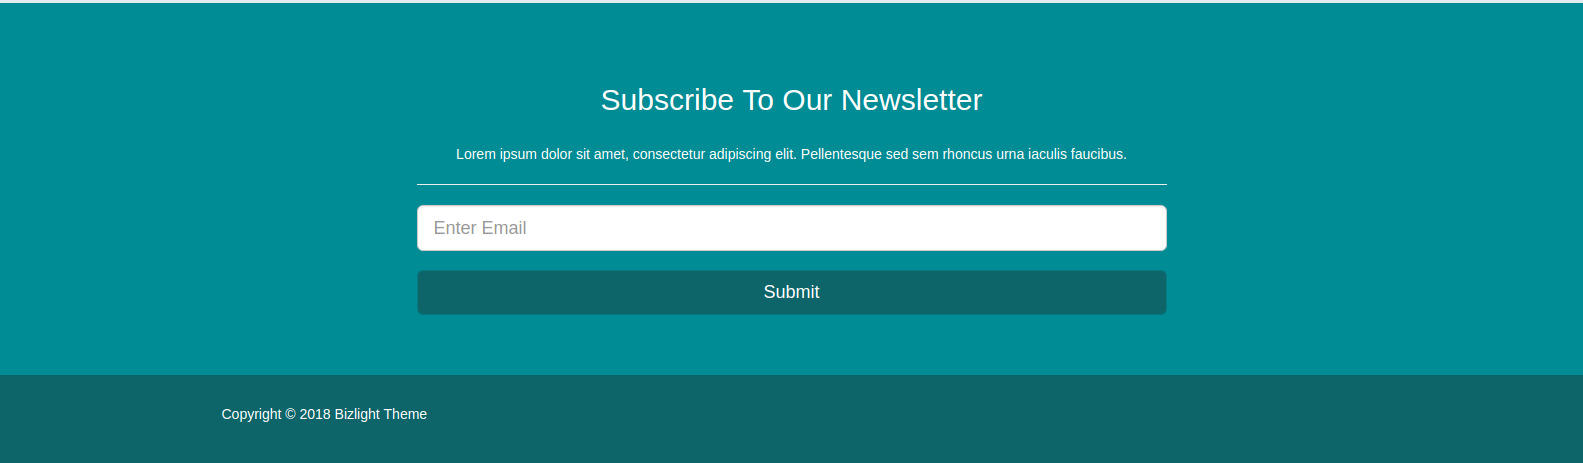 Subscribe To Our Newsletter
Lorem ipsum dolor sit amet, consectetur adipiscing elit. Pellentesque sed sem rhoncus urna iaculis faucibus.
Enter Email
Submit
Copyright © 2018 Bizlight Theme